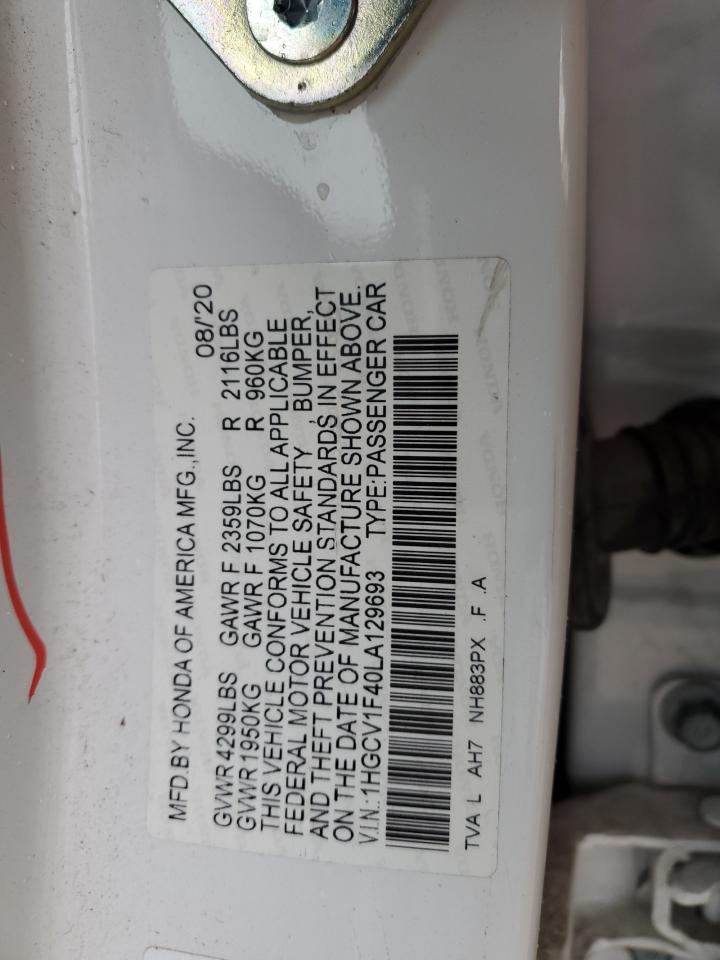 MFD.BY HONDA OF AMERICA MFG.,INC. 08/'20
GVWR 4299LBS GAWR F 2359LBS R 2116LBS
GVWR 1950KG GAWR F 1070KG R 960KG
THIS VEHICLE CONFORMS TO ALL APPLICABLE
FEDERAL MOTOR VEHICLE SAFETY , BUMPER,
AND THEFT PREVENTION STANDARDS IN EFFECT
ON THE DATE OF MANUFACTURE SHOWN ABOVE.
V.I.N.:1HGCV1F40LA129693 TYPE:PASSENGER CAR
TVA L AH7 NH883PX .F .A